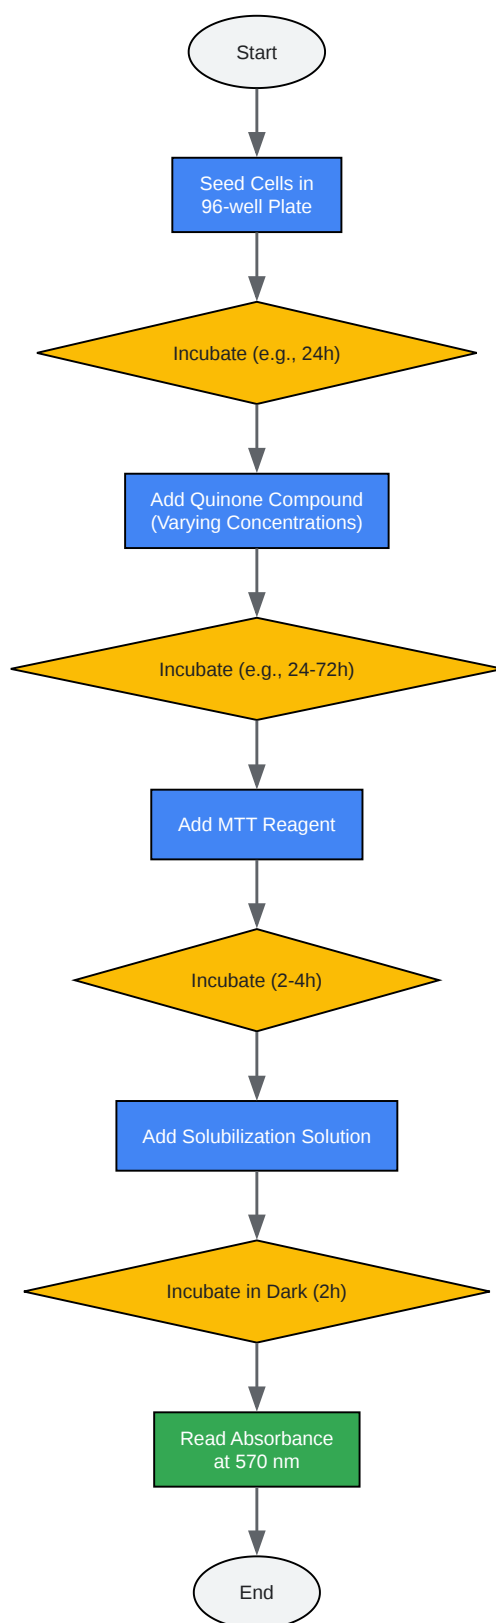 Start
Seed Cells in
96-well Plate
Incubate (e.g., 24h)
Add Quinone Compound
(Varying Concentrations)
Incubate (e.g., 24-72h)
Add MTT Reagent
Incubate (2-4h)
Add Solubilization Solution
Incubate in Dark (2h)
Read Absorbance
at 570 nm
End